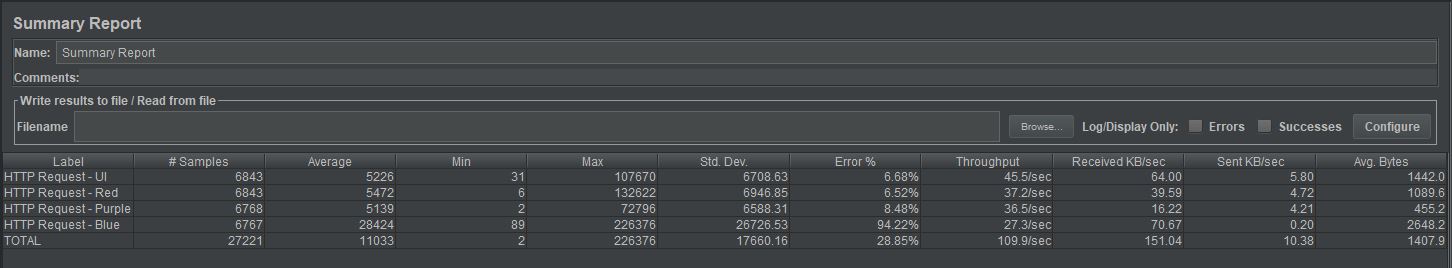 Summary Report
Name: Summary Report
Comments:
Write results to file / Read from file
Filename Browse... Log/Display Only: Errors Successes Configure
Label # Samples Average Min Max Std. Dev. Error % Throughput Received KB/sec Sent KB/sec Avg. Bytes
HTTP Request - UI 6843 5226 31 107670 6708.63 6.68% 45.5/sec 64.00 5.80 1442.0
HTTP Request - Red 6843 5472 6 132622 6946.85 6.52% 37.2/sec 39.59 4.72 1089.6
HTTP Request - Purple 6768 5139 2 72796 6588.31 8.48% 36.5/sec 16.22 4.21 455.2
HTTP Request - Blue 6767 28424 89 226376 26726.53 94.22% 27.3/sec 70.67 0.20 2648.2
TOTAL 27221 11033 2 226376 17660.16 28.85% 109.9/sec 151.04 10.38 1407.9